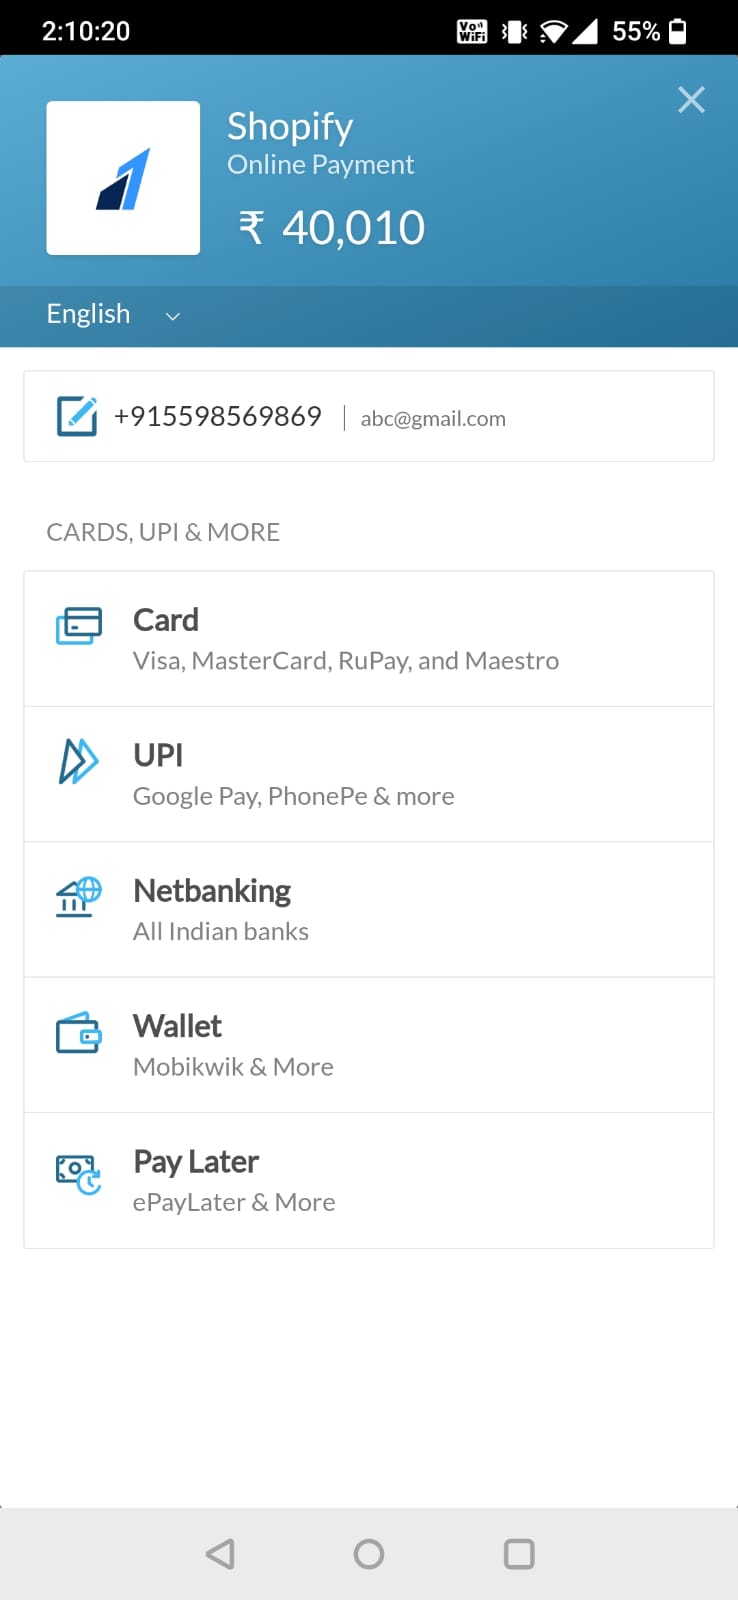 2:10:20
Vo))
WiFi
55%
Shopify
Online Payment
₹ 40,010
English
+915598569869 | abc@gmail.com
CARDS, UPI & MORE
Card
Visa, MasterCard, RuPay, and Maestro
UPI
Google Pay, PhonePe & more
Netbanking
All Indian banks
Wallet
Mobikwik & More
Pay Later
ePayLater & More